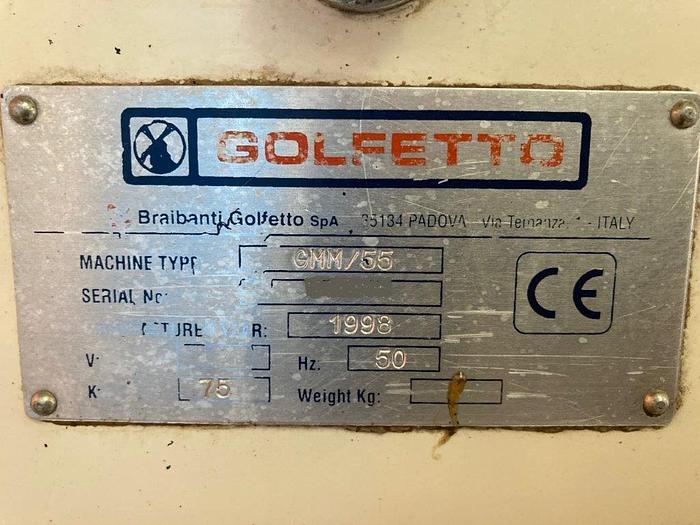 GOLFETTO
Braibanti Golfetto SpA 35134 PADOVA Via ITALY
MACHINE TYPE GMM/55
SERIAL No:
CE
1998
V Hz. 50
K 75 Weight Kg: